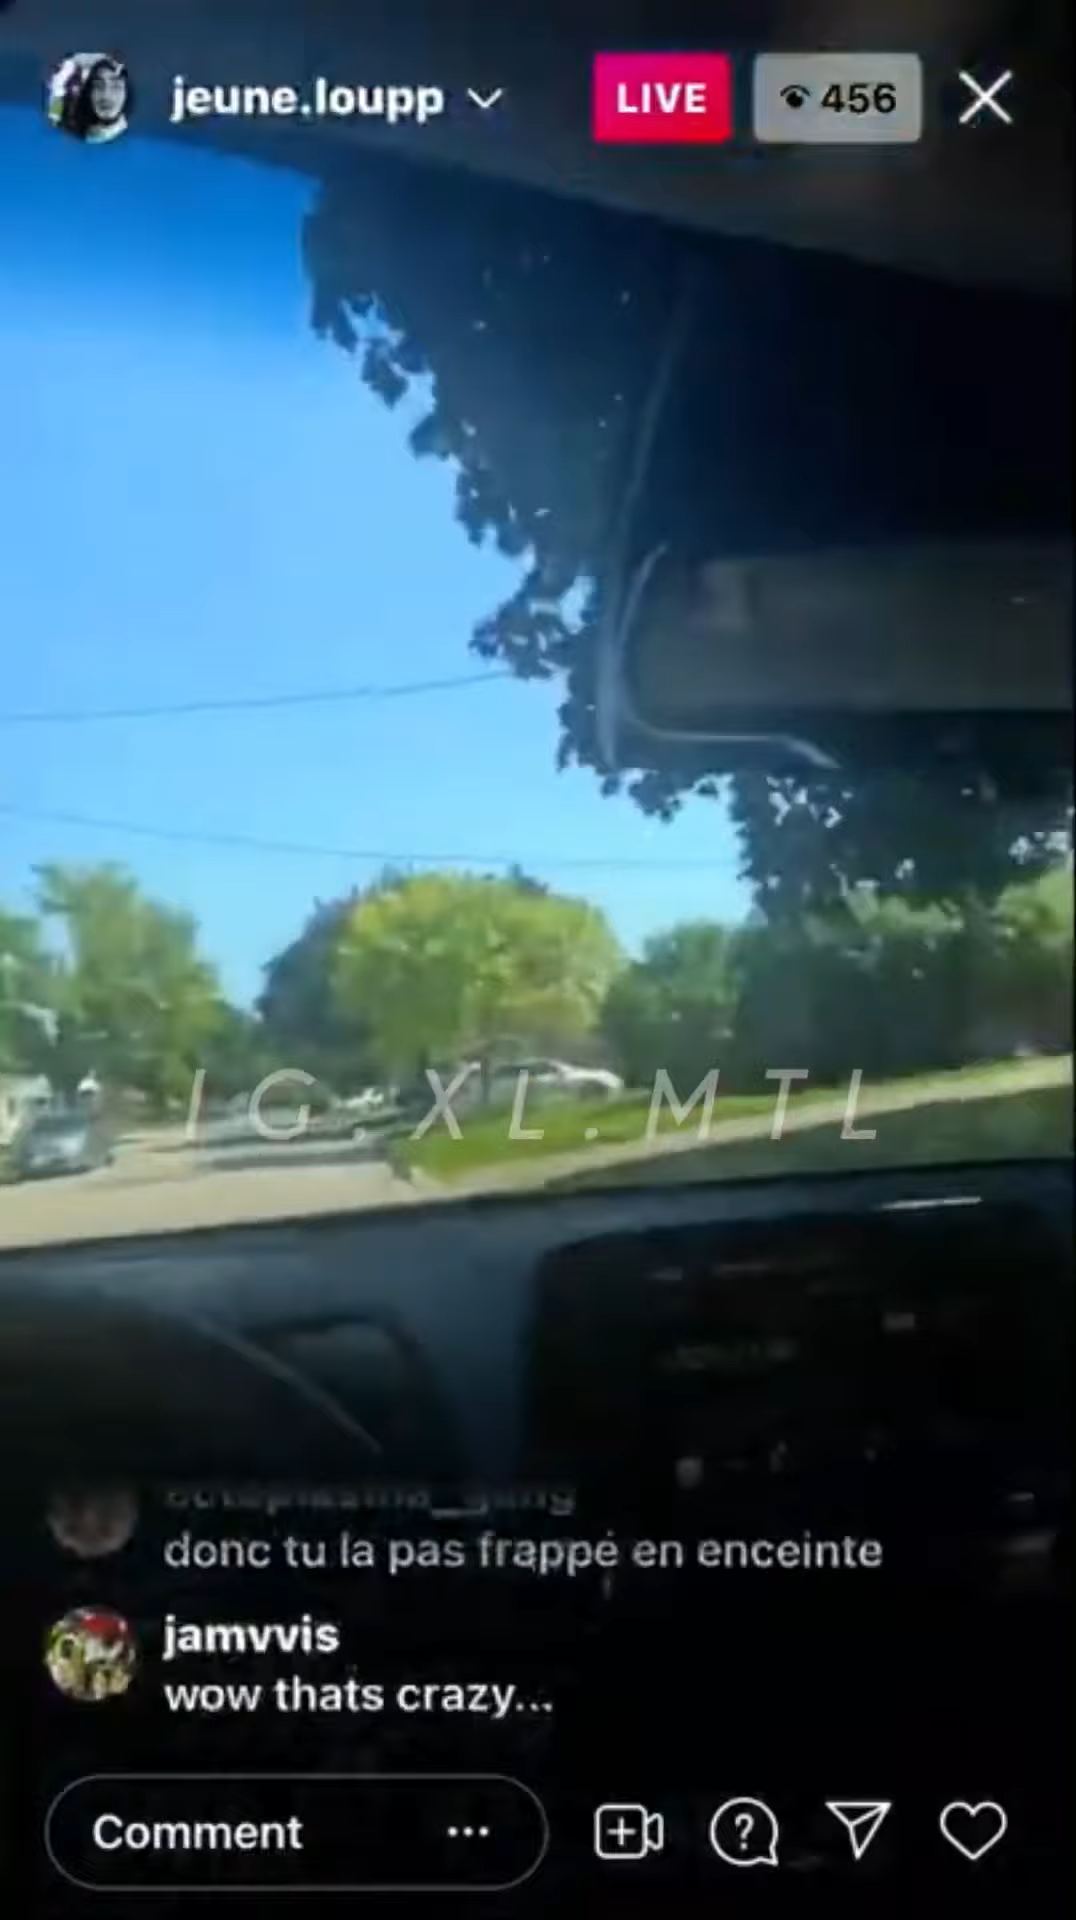 jeune.loupp
LIVE
456
IG.XL.MTL
donc tu la pas frappé en enceinte
jamvvis
wow thats crazy...
Comment